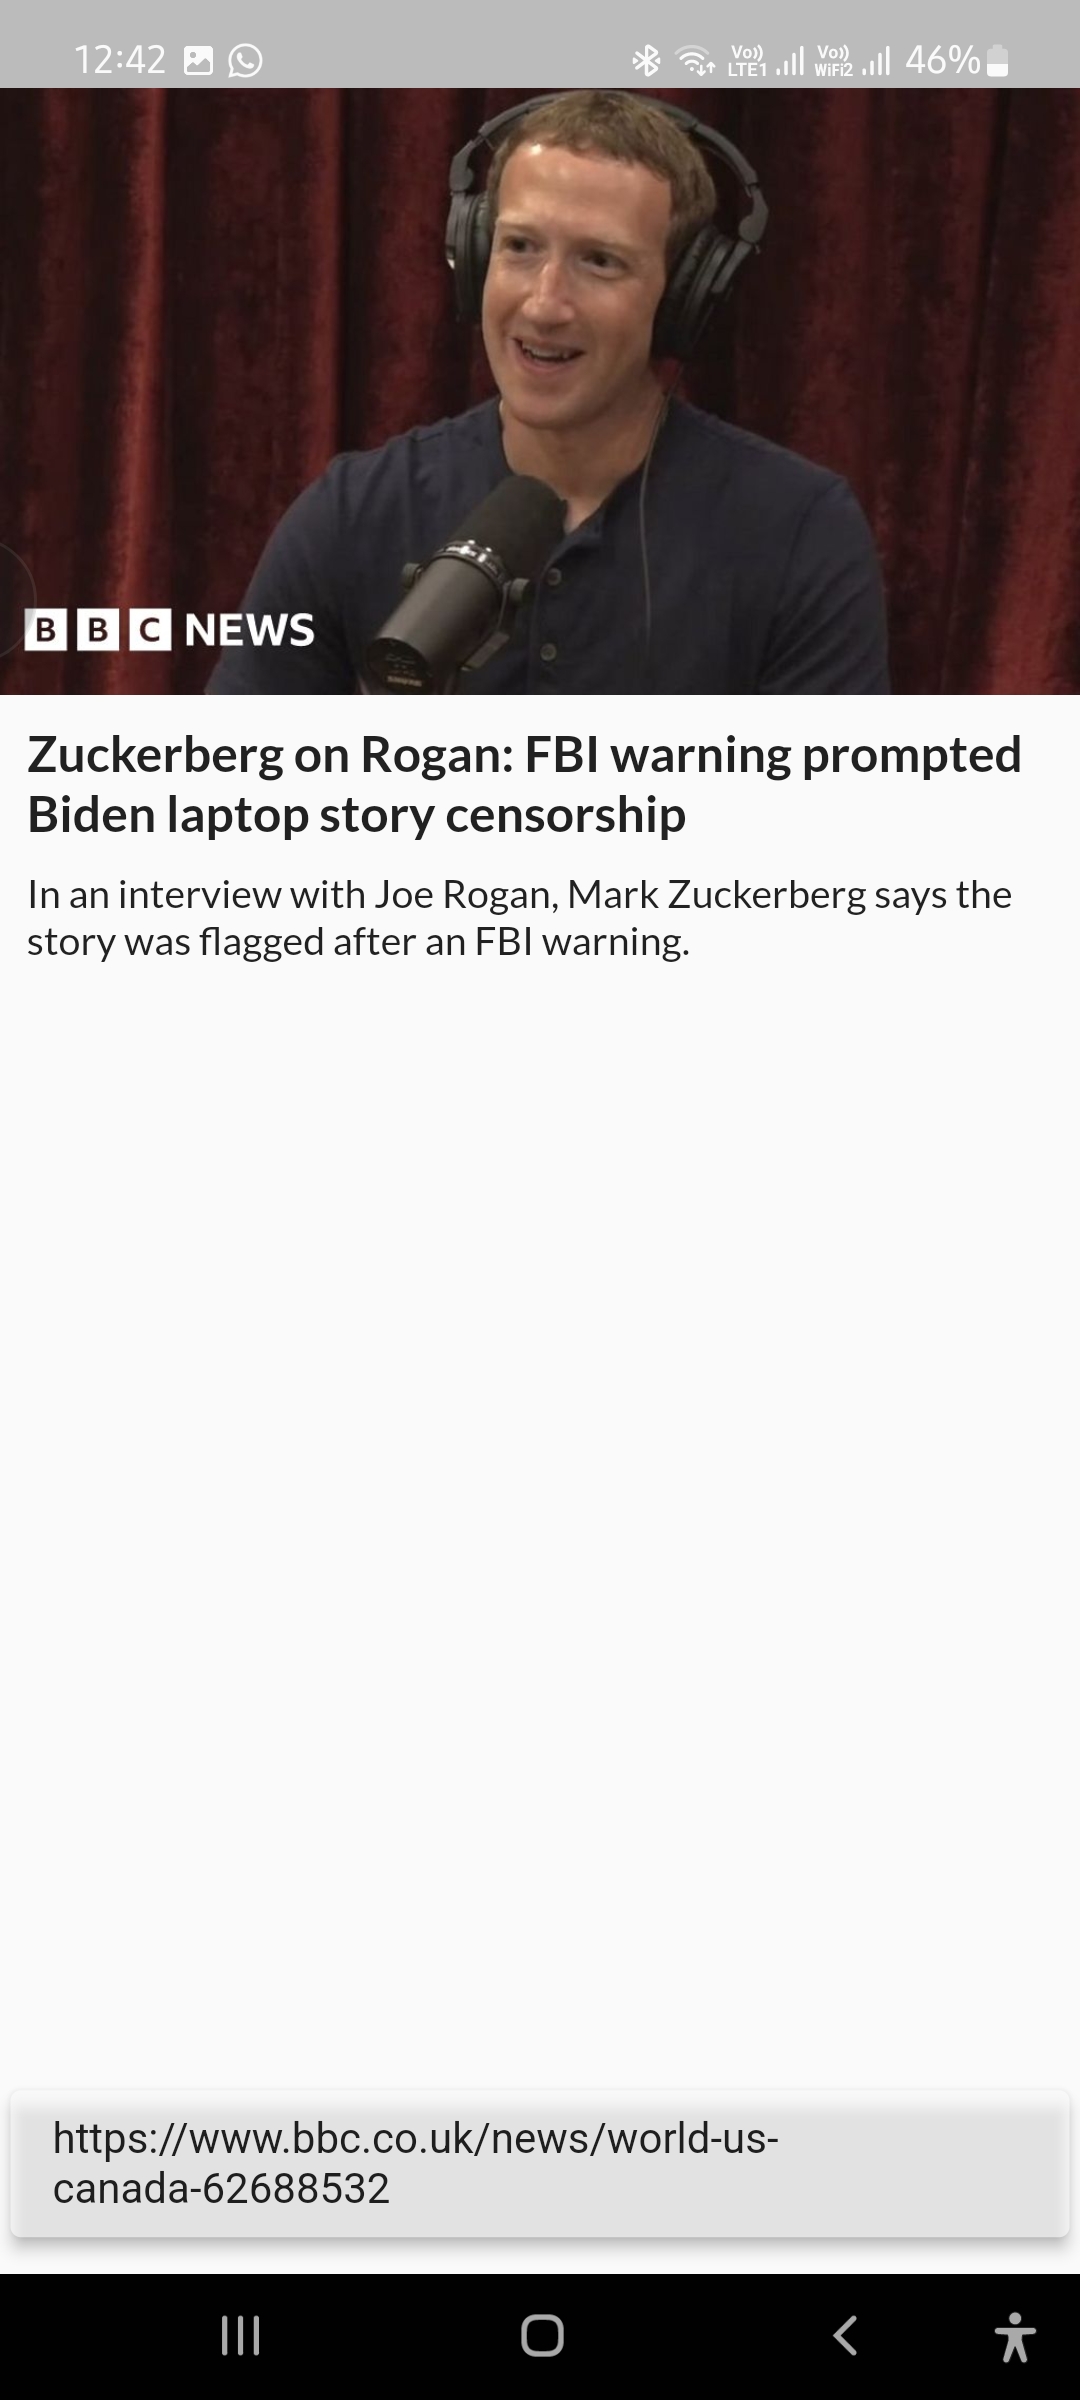 12:42
Vo)) LTE1 Vo)) WiFi2 46%
BBC NEWS
Zuckerberg on Rogan: FBI warning prompted
Biden laptop story censorship
In an interview with Joe Rogan, Mark Zuckerberg says the
story was flagged after an FBI warning.
https://www.bbc.co.uk/news/world-us-
canada-62688532